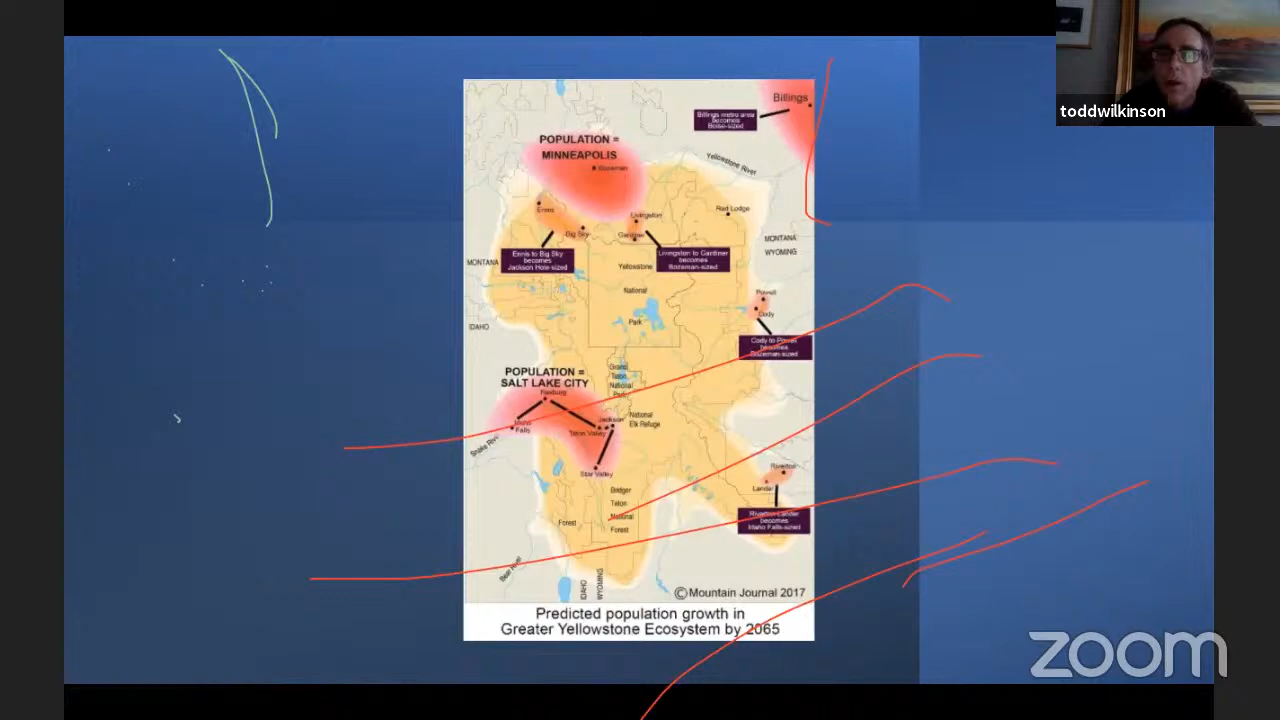 toddwilkinson
Billings
Billings metro area
becomes
Boise-sized
POPULATION =
MINNEAPOLIS
Bozeman
Yellowstone River
Ennis
Livingston
Red Lodge
Big Sky
Gardiner
MONTANA
WYOMING
Ennis to Big Sky
becomes
Jackson Hole-sized
Livingston to Gardiner
becomes
Bozeman-sized
MONTANA
IDAHO
Yellowstone
National
Park
Powell
Cody
Cody to Powell
becomes
Bozeman-sized
POPULATION =
SALT LAKE CITY
Grand
Teton
National
Park
Rexburg
Idaho
Falls
Snake River
Teton Valley
Jackson
National
Elk Refuge
Star Valley
Riverton
Lander
Riverton Lander
becomes
Idaho Falls-sized
Bridger
Teton
National
Forest
Forest
Bear River
IDAHO
WYOMING
©Mountain Journal 2017
Predicted population growth in
Greater Yellowstone Ecosystem by 2065
zoom